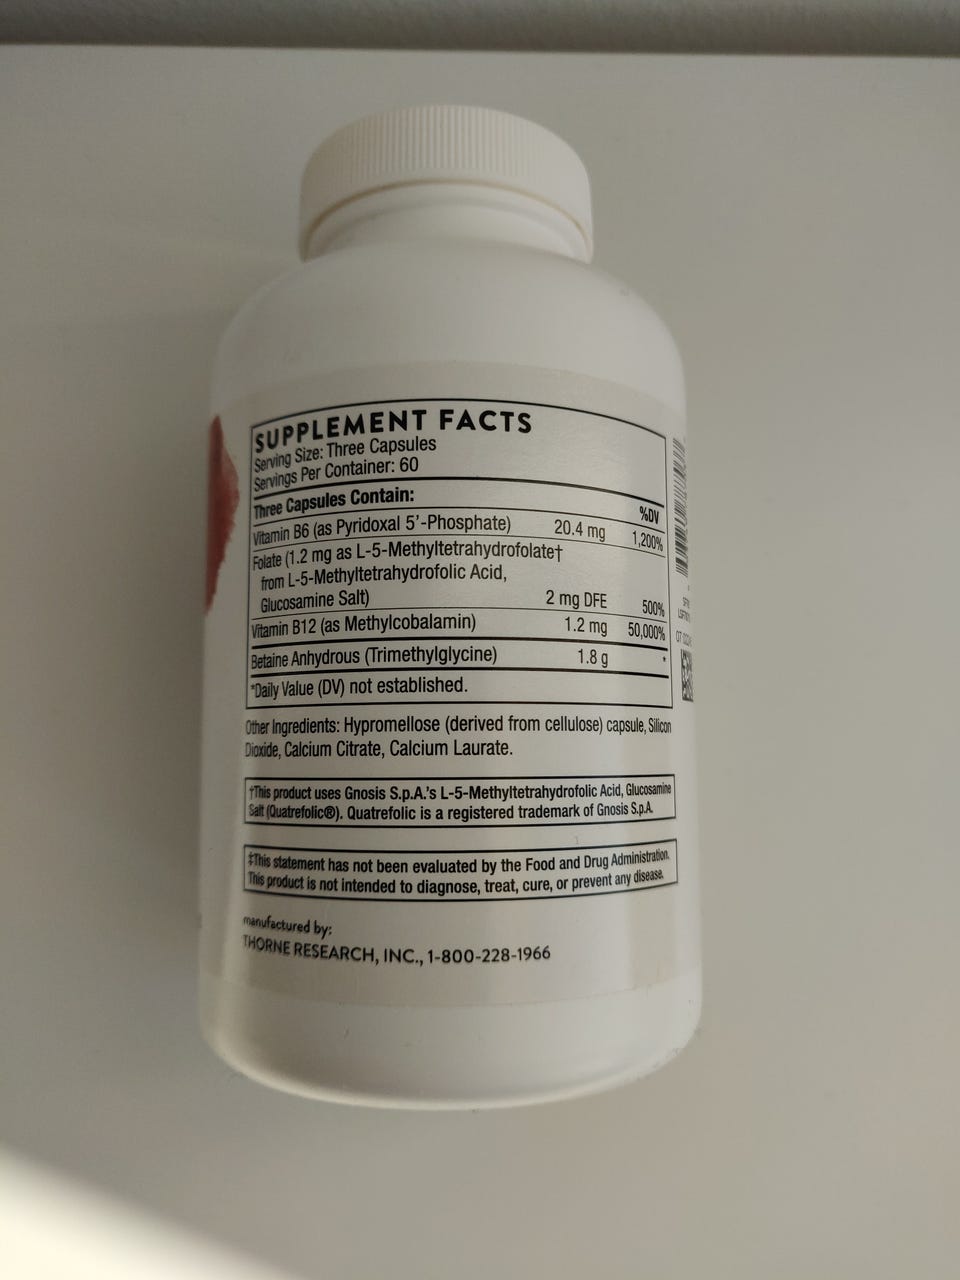 SUPPLEMENT FACTS
Serving Size: Three Capsules
Servings Per Container: 60
Three Capsules Contain:
%DV
Vitamin B6 (as Pyridoxal 5’-Phosphate) 20.4 mg 1,200%
Folate (1.2 mg as L-5-Methyltetrahydrofolate†
from L-5-Methyltetrahydrofolic Acid,
Glucosamine Salt) 2 mg DFE 500%
Vitamin B12 (as Methylcobalamin) 1.2 mg 50,000%
Betaine Anhydrous (Trimethylglycine) 1.8 g *
*Daily Value (DV) not established.
Other Ingredients: Hypromellose (derived from cellulose) capsule, Silicon
Dioxide, Calcium Citrate, Calcium Laurate.
†This product uses Gnosis S.p.A.’s L-5-Methyltetrahydrofolic Acid, Glucosamine
Salt (Quatrefolic®). Quatrefolic is a registered trademark of Gnosis S.p.A.
‡This statement has not been evaluated by the Food and Drug Administration.
This product is not intended to diagnose, treat, cure, or prevent any disease.
manufactured by:
THORNE RESEARCH, INC., 1-800-228-1966